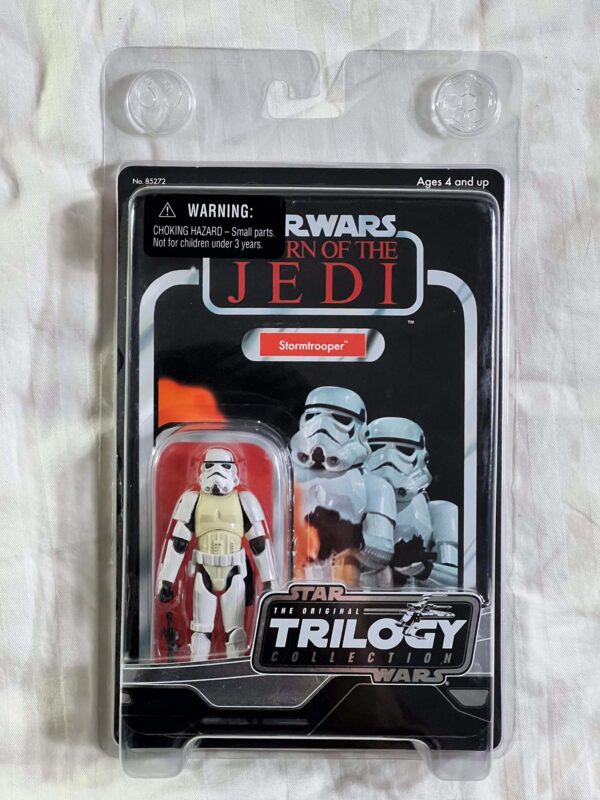 No. 85272
Ages 4 and up
WARNING:
CHOKING HAZARD – Small parts.
Not for children under 3 years.
RWARS
RN OF THE
JEDI
TM
Stormtrooper™
STAR
THE ORIGINAL
TRILOGY
COLLECTION
WARS